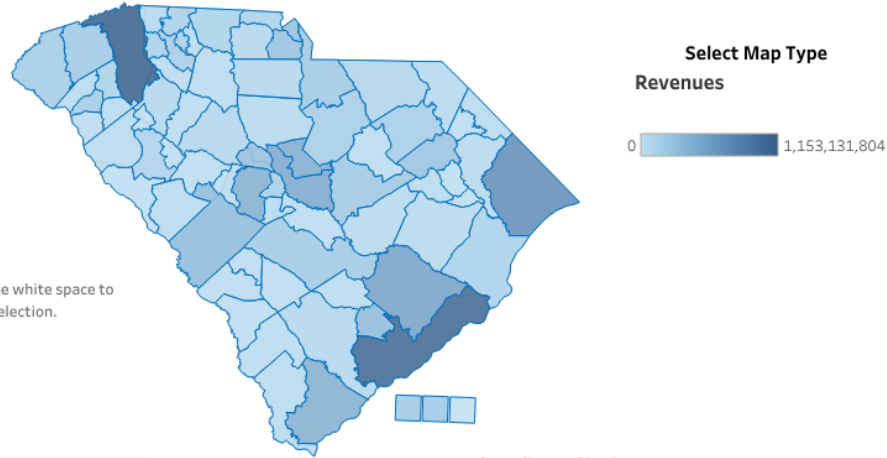 Select Map Type
Revenues
0
1,153,131,804
e white space to
election.